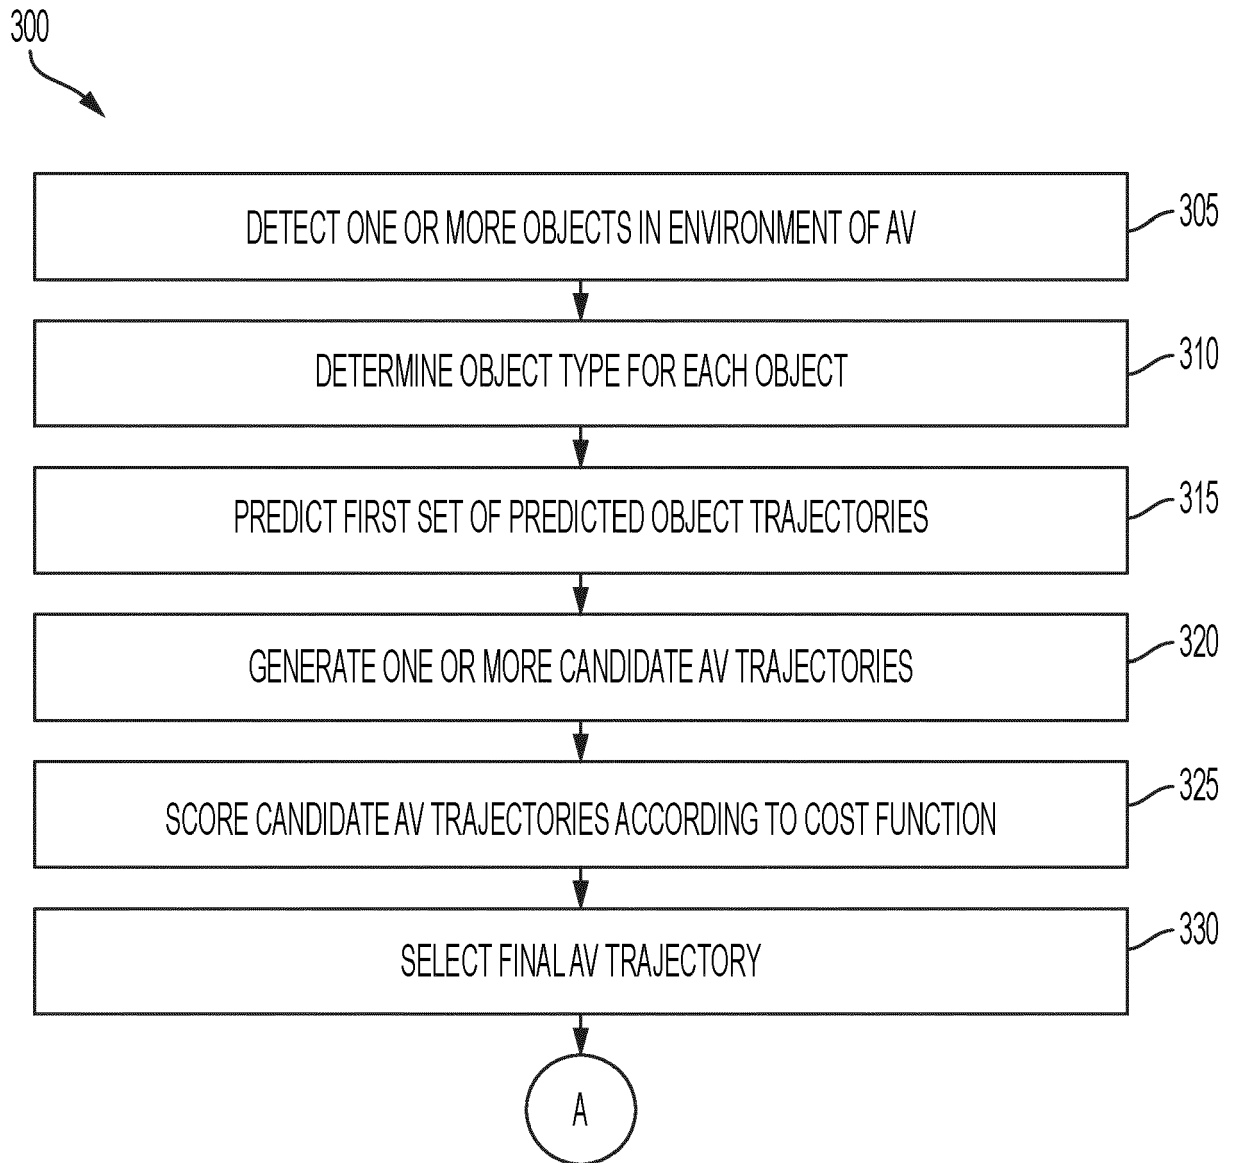 300
DETECT ONE OR MORE OBJECTS IN ENVIRONMENT OF AV
305
DETERMINE OBJECT TYPE FOR EACH OBJECT
310
PREDICT FIRST SET OF PREDICTED OBJECT TRAJECTORIES
315
GENERATE ONE OR MORE CANDIDATE AV TRAJECTORIES
320
SCORE CANDIDATE AV TRAJECTORIES ACCORDING TO COST FUNCTION
325
SELECT FINAL AV TRAJECTORY
330
A